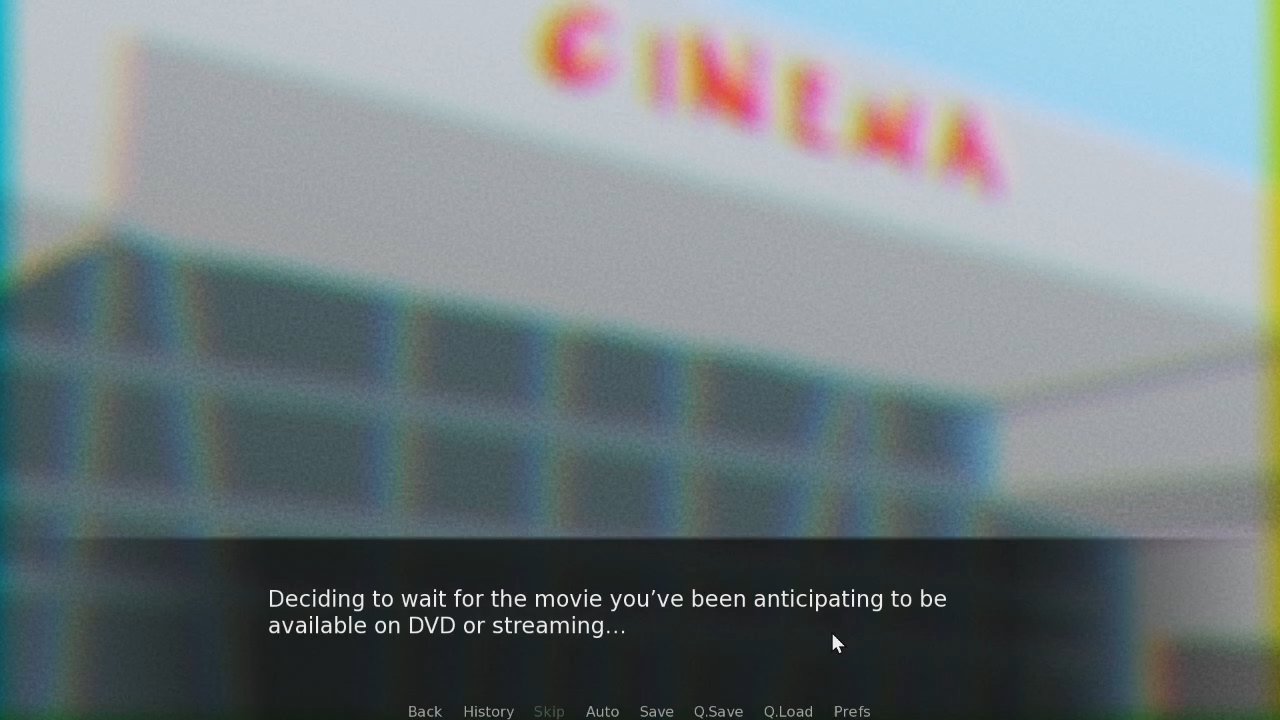 CINEMA
Deciding to wait for the movie you’ve been anticipating to be
available on DVD or streaming…
Back History Skip Auto Save Q.Save Q.Load Prefs